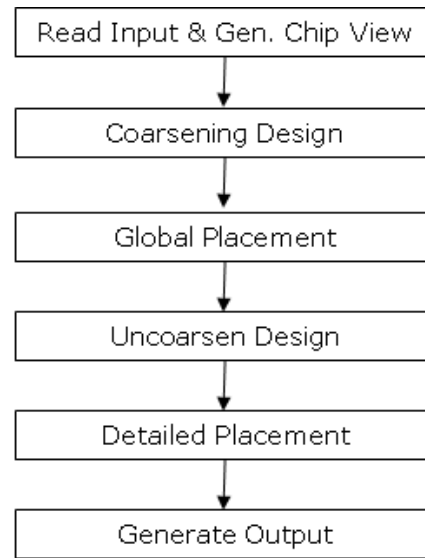 Read Input & Gen. Chip View
Coarsening Design
Global Placement
Uncoarsen Design
Detailed Placement
Generate Output